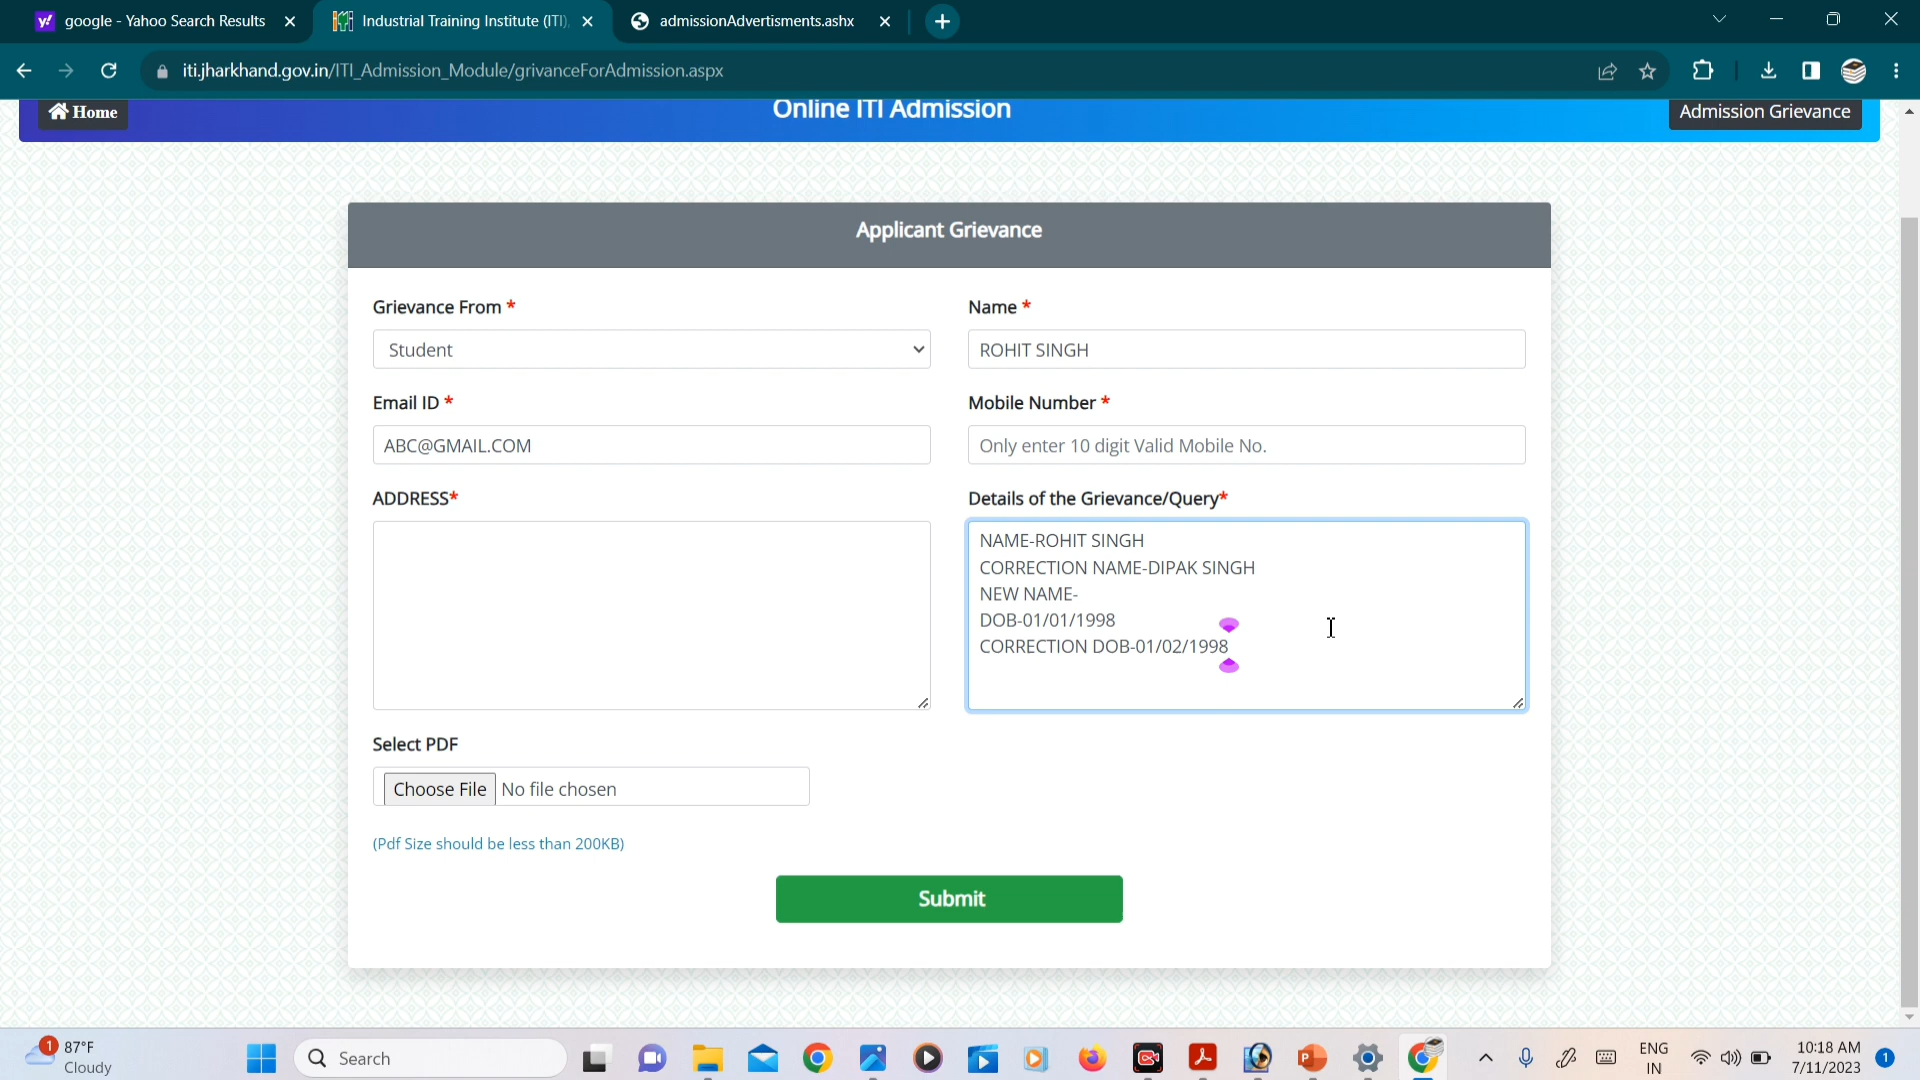 google - Yahoo Search Results
Industrial Training Institute (ITI),
admissionAdvertisments.ashx
iti.jharkhand.gov.in/ITI_Admission_Module/grivanceForAdmission.aspx
Home
Online ITI Admission
Admission Grievance
Applicant Grievance
Grievance From *
Name *
Student
ROHIT SINGH
Email ID *
Mobile Number *
ABC@GMAIL.COM
Only enter 10 digit Valid Mobile No.
ADDRESS*
Details of the Grievance/Query*
NAME-ROHIT SINGH
CORRECTION NAME-DIPAK SINGH
NEW NAME-
DOB-01/01/1998
CORRECTION DOB-01/02/1998
Select PDF
Choose File No file chosen
(Pdf Size should be less than 200KB)
Submit
1
87°F
Cloudy
Search
ENG
IN
10:18 AM
7/11/2023
1